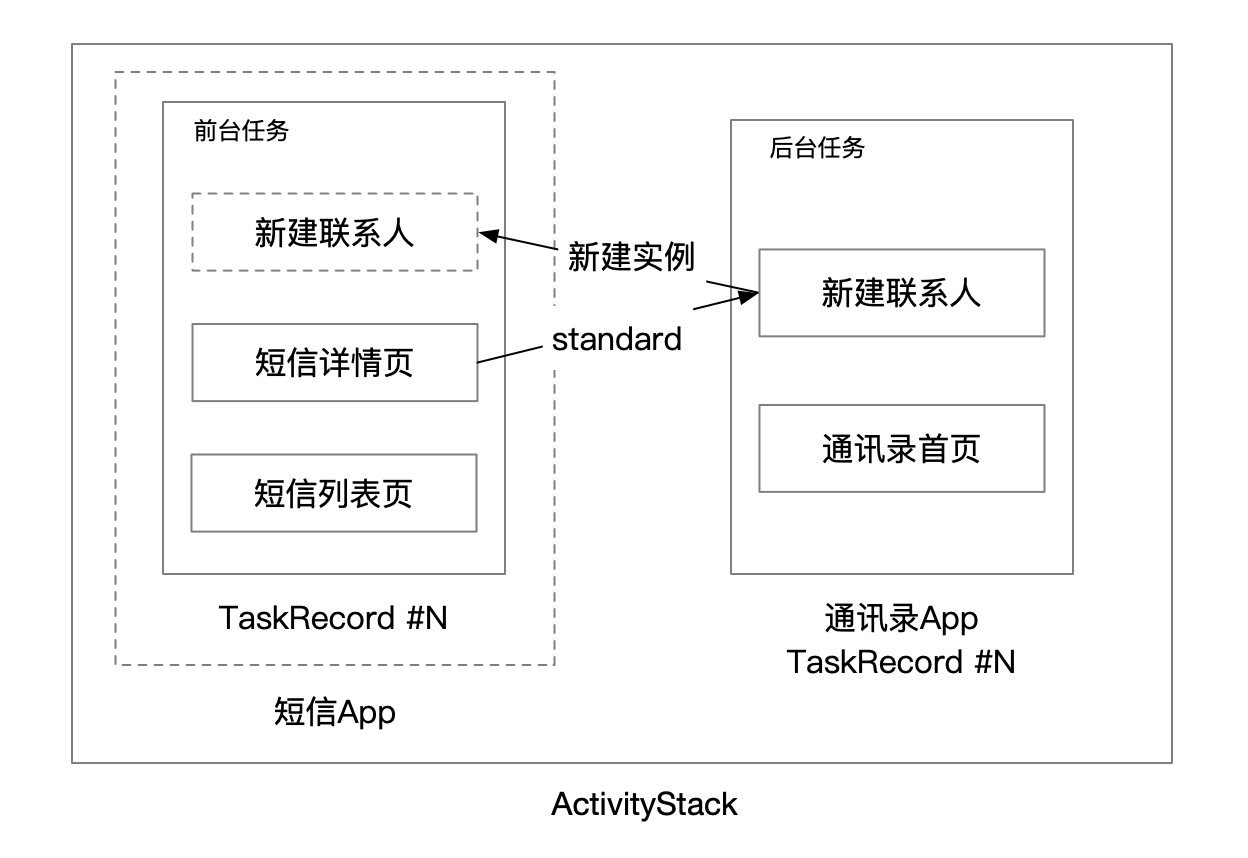 前台任务
新建联系人
短信详情页
短信列表页
TaskRecord #N
短信App
新建实例
standard
后台任务
新建联系人
通讯录首页
通讯录App
TaskRecord #N
ActivityStack